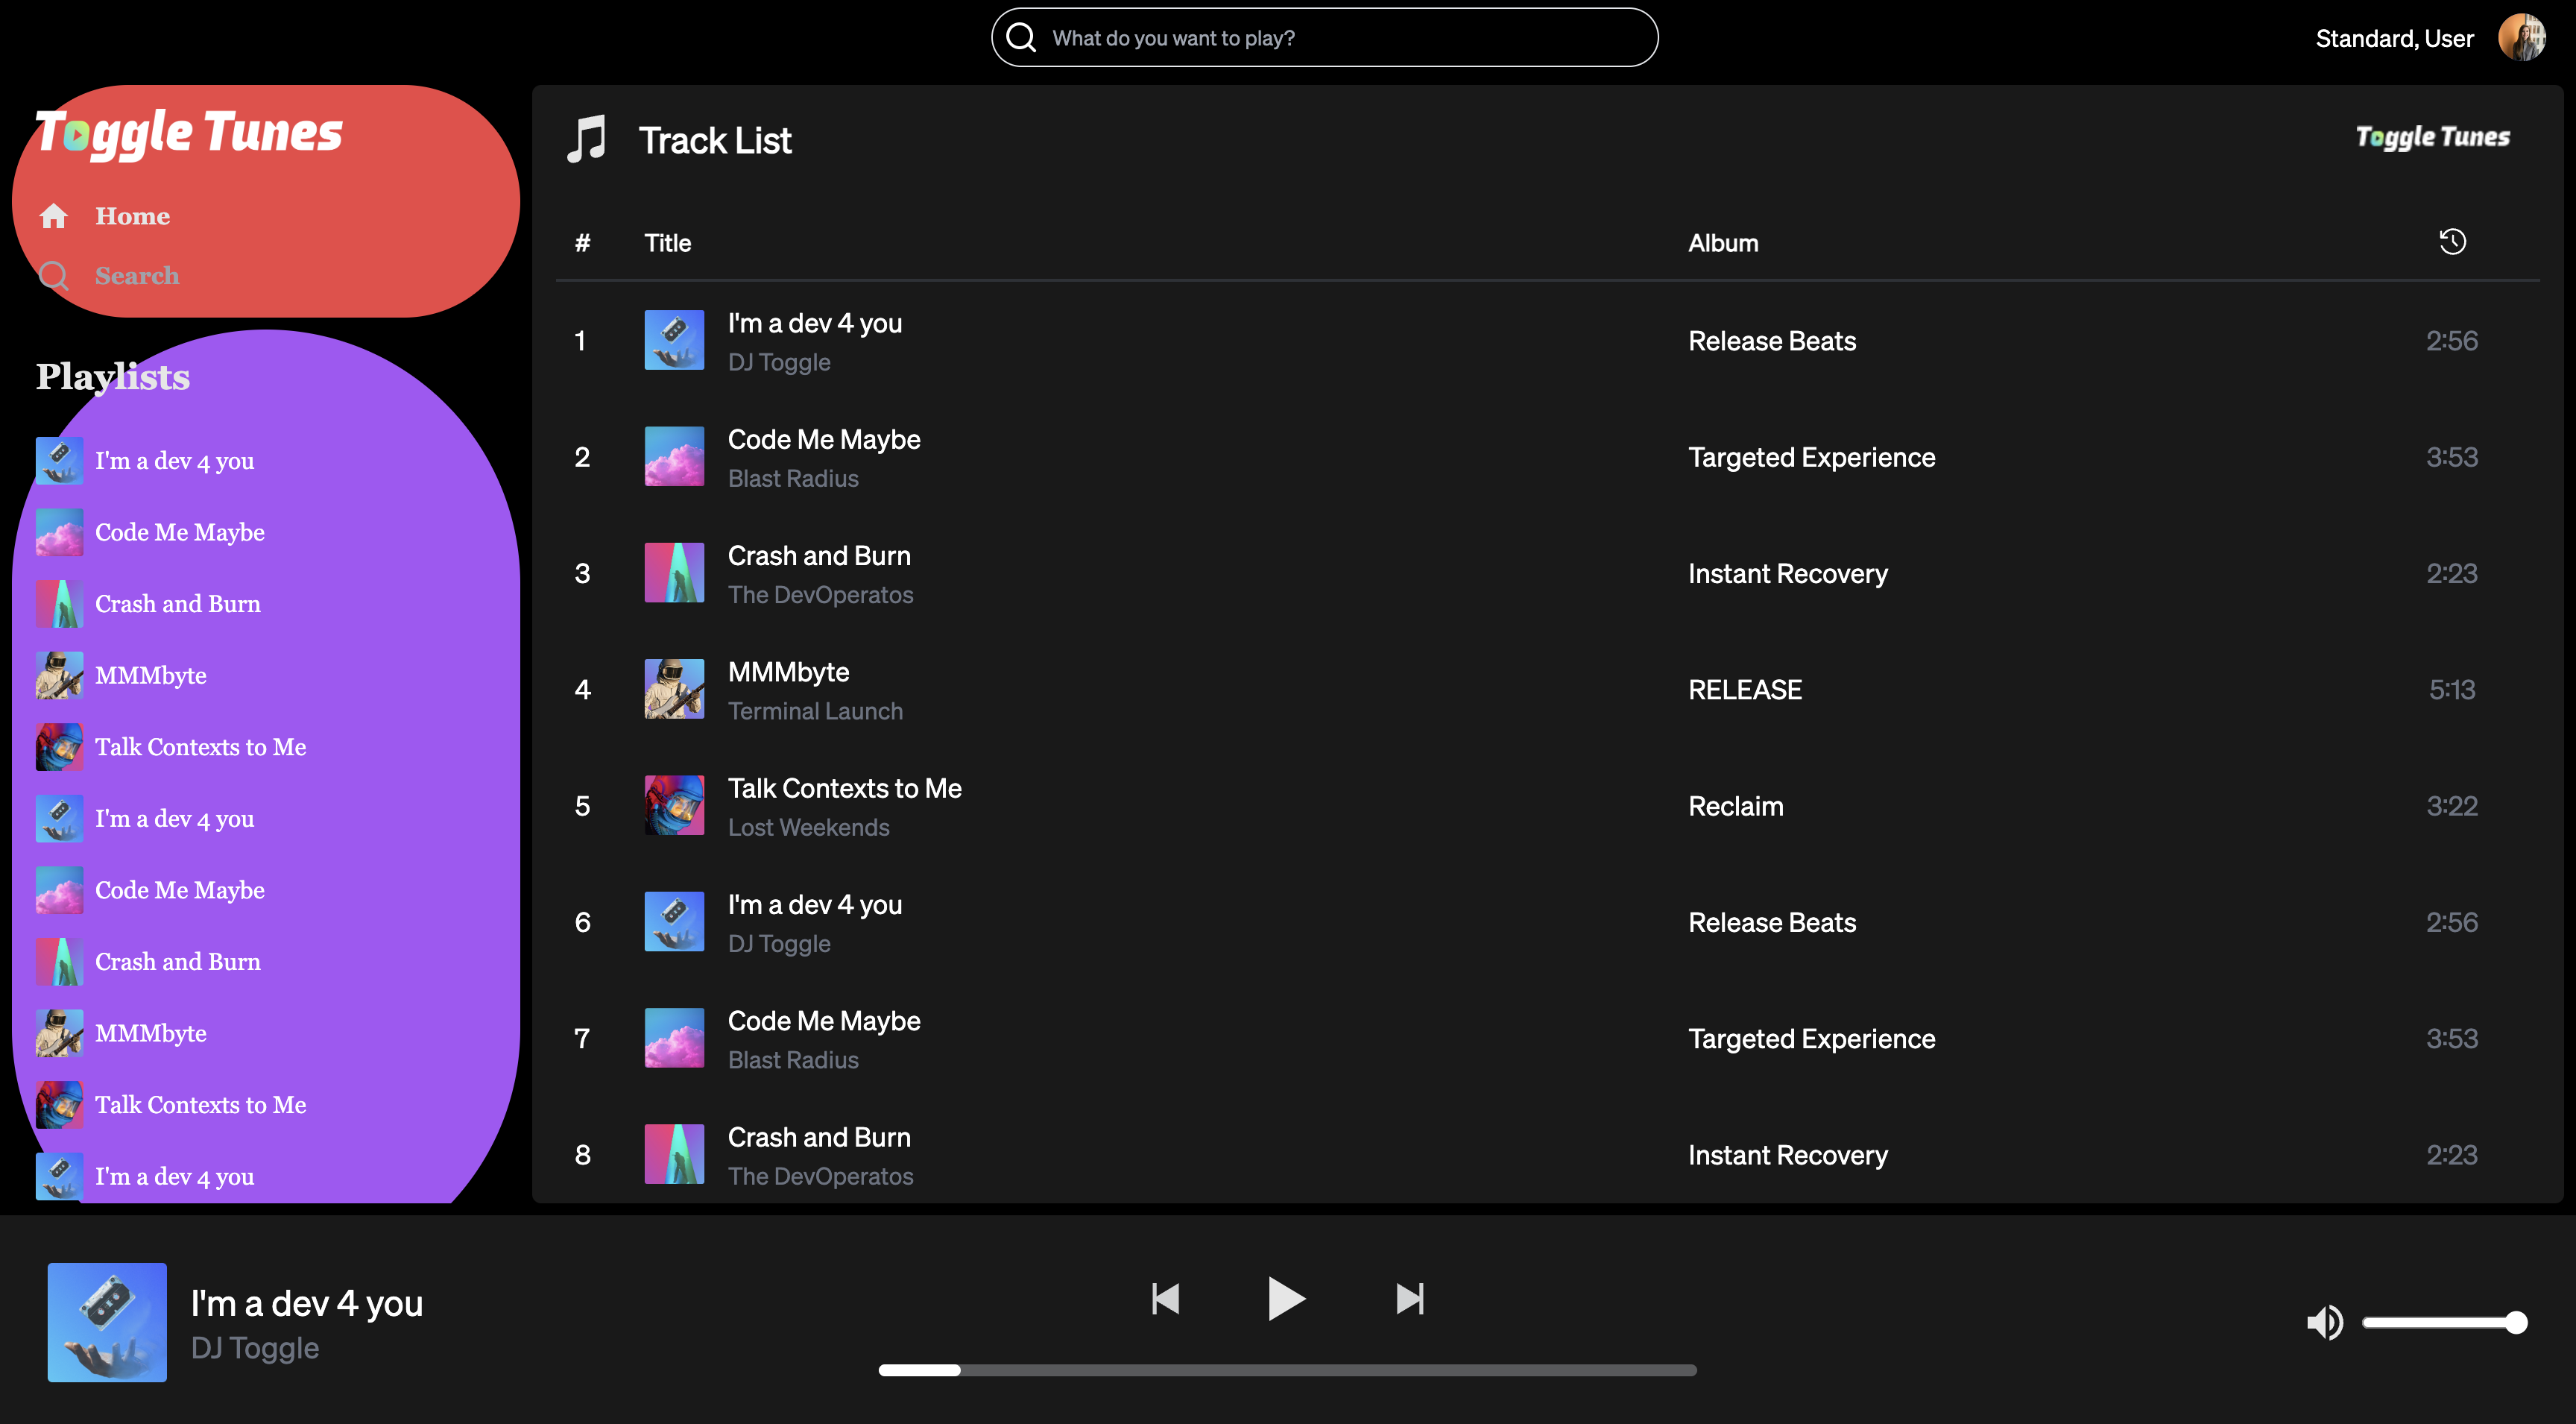 What do you want to play?
Standard, User
Toggle Tunes
Home
Search
Playlists
I'm a dev 4 you
Code Me Maybe
Crash and Burn
MMMbyte
Talk Contexts to Me
I'm a dev 4 you
Code Me Maybe
Crash and Burn
MMMbyte
Talk Contexts to Me
I'm a dev 4 you
Track List
Toggle Tunes
# Title Album
1 I'm a dev 4 you Release Beats 2:56
DJ Toggle
2 Code Me Maybe Targeted Experience 3:53
Blast Radius
3 Crash and Burn Instant Recovery 2:23
The DevOperatos
4 MMMbyte RELEASE 5:13
Terminal Launch
5 Talk Contexts to Me Reclaim 3:22
Lost Weekends
6 I'm a dev 4 you Release Beats 2:56
DJ Toggle
7 Code Me Maybe Targeted Experience 3:53
Blast Radius
8 Crash and Burn Instant Recovery 2:23
The DevOperatos
I'm a dev 4 you
DJ Toggle